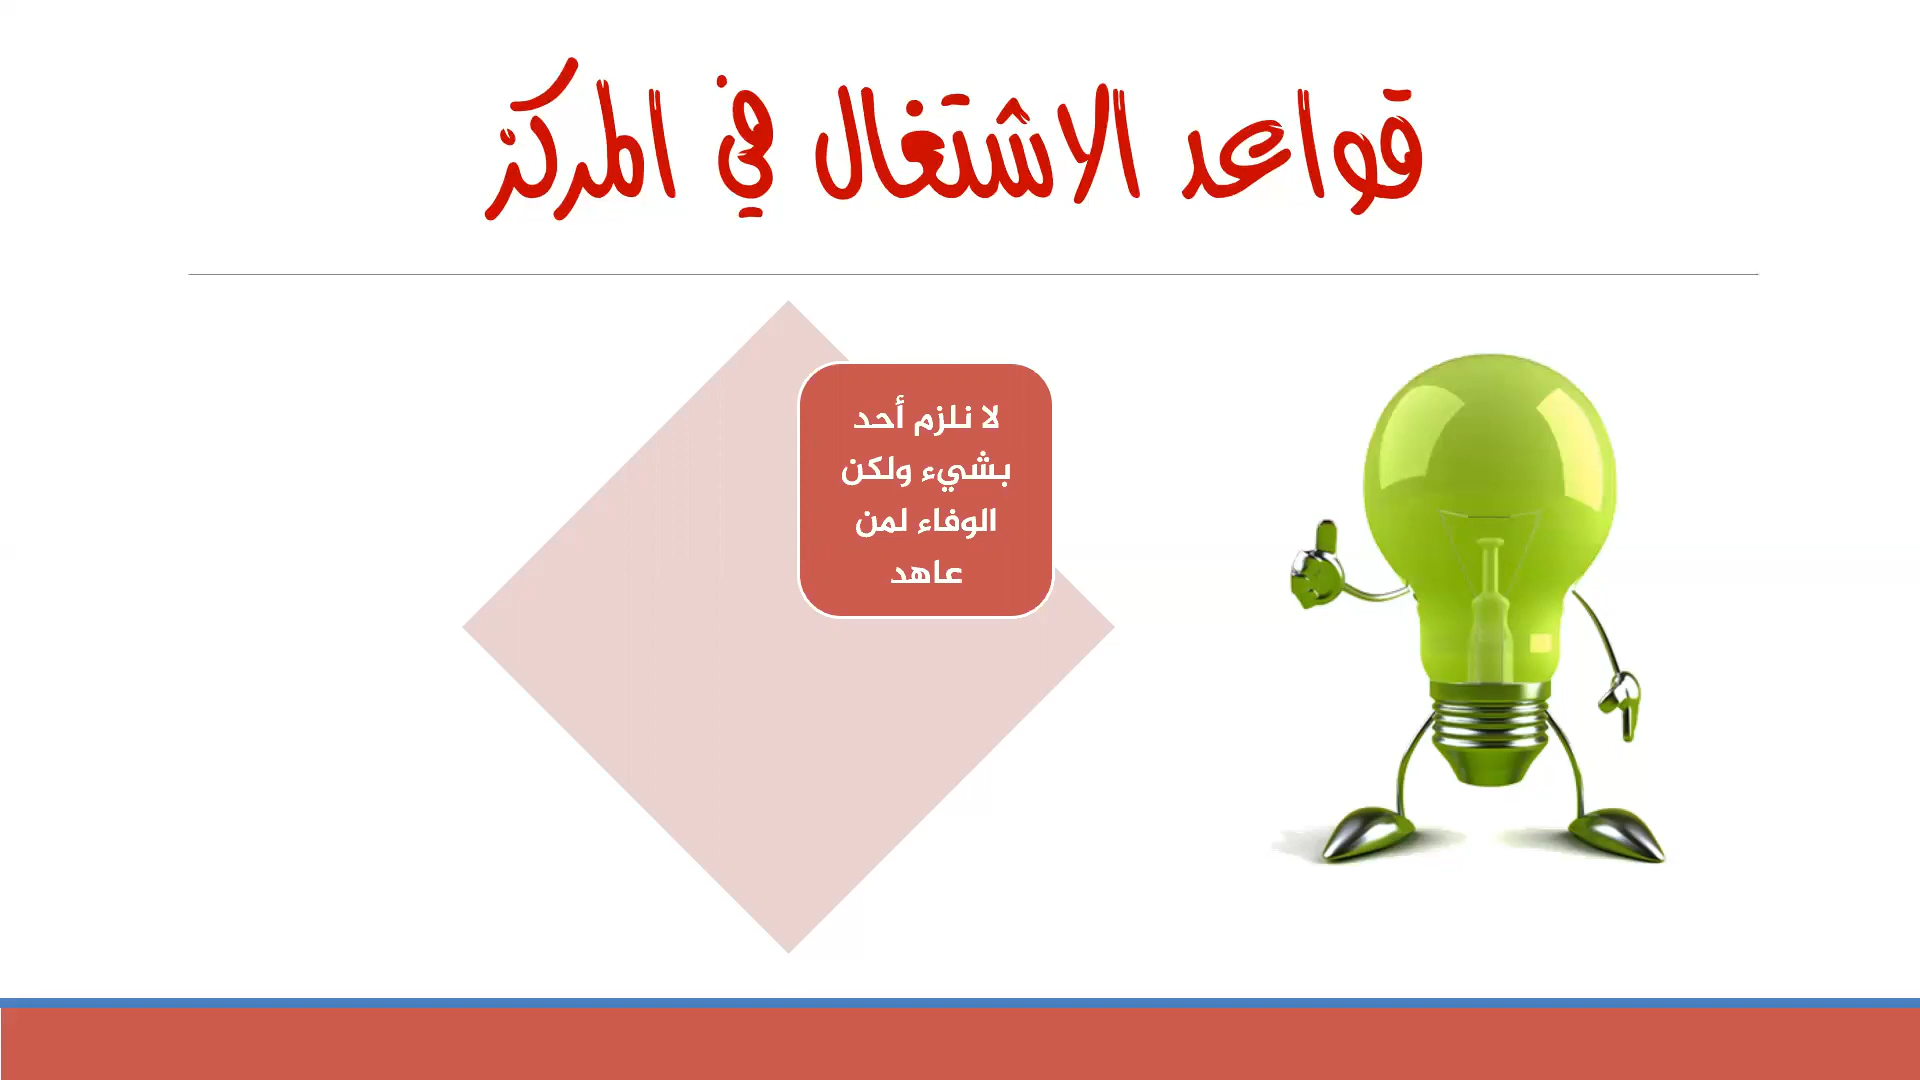 قواعد الاشتغال في المركز
لا نلزم أحد
بشيء ولكن
الوفاء لمن
عاهد